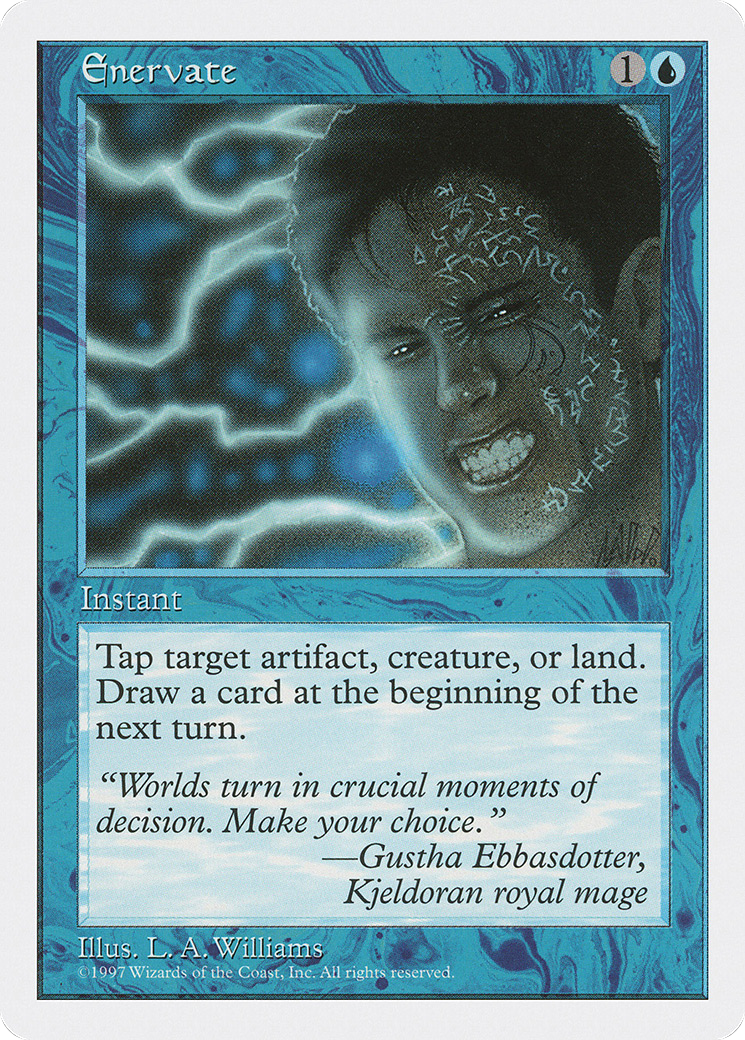 Enervate 1
Instant
Tap target artifact, creature, or land.
Draw a card at the beginning of the
next turn.
“Worlds turn in crucial moments of
decision. Make your choice.”
—Gustha Ebbasdotter,
Kjeldoran royal mage
Illus. L. A. Williams
©1997 Wizards of the Coast, Inc. All rights reserved.